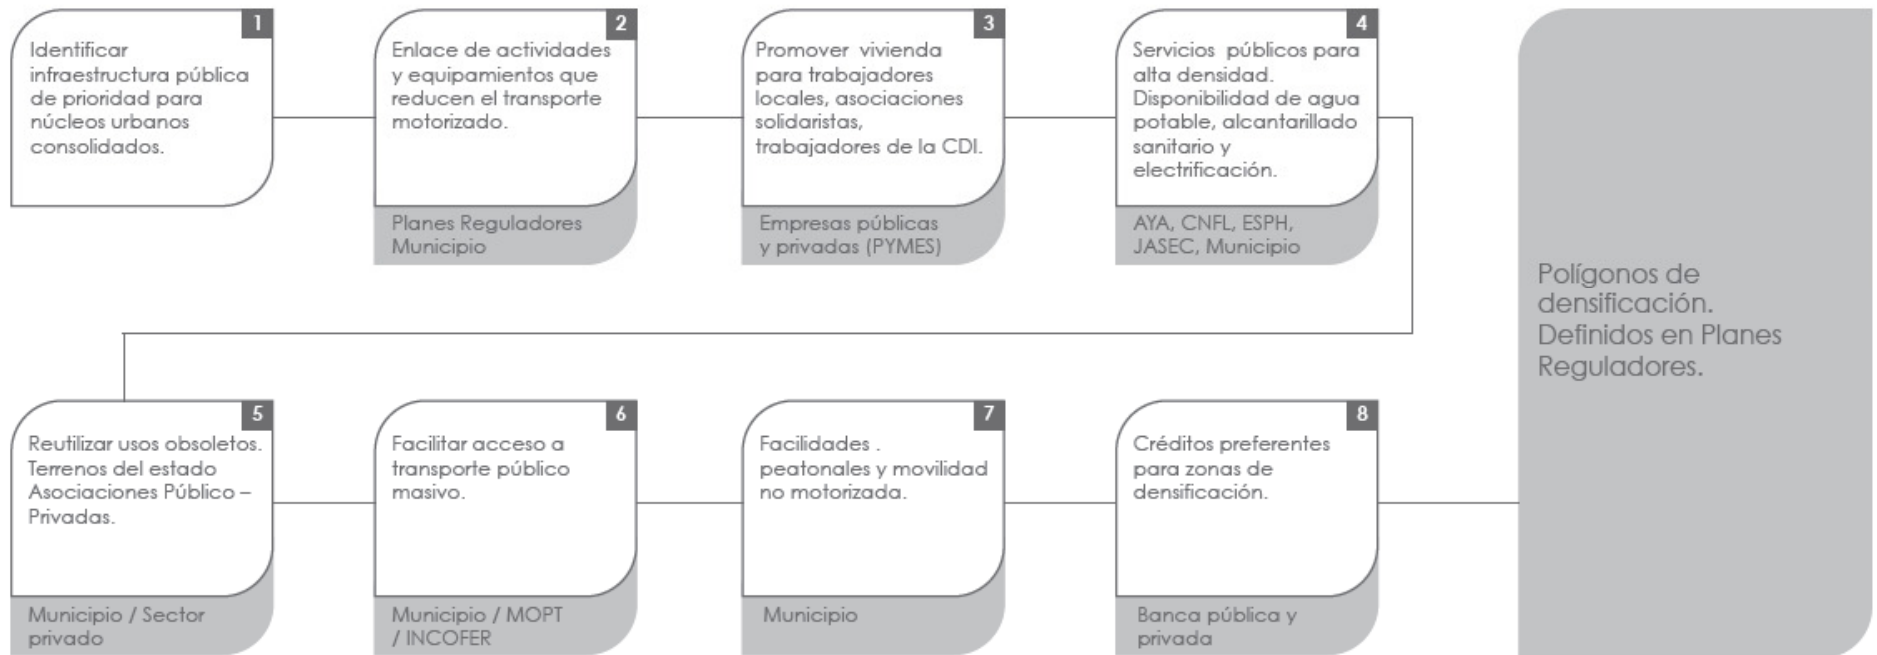 1
Identificar
infraestructura pública
de prioridad para
núcleos urbanos
consolidados.
2
Enlace de actividades
y equipamientos que
reducen el transporte
motorizado.
Planes Reguladores
Municipio
3
Promover vivienda
para trabajadores
locales, asociaciones
solidaristas,
trabajadores de la CDI.
Empresas públicas
y privadas (PYMES)
4
Servicios públicos para
alta densidad.
Disponibilidad de agua
potable, alcantarillado
sanitario y
electrificación.
AYA, CNFL, ESPH,
JASEC, Municipio
5
Reutilizar usos obsoletos.
Terrenos del estado
Asociaciones Público –
Privadas.
Municipio / Sector
privado
6
Facilitar acceso a
transporte público
masivo.
Municipio / MOPT
/ INCOFER
7
Facilidades .
peatonales y movilidad
no motorizada.
Municipio
8
Créditos preferentes
para zonas de
densificación.
Banca pública y
privada
Polígonos de
densificación.
Definidos en Planes
Reguladores.